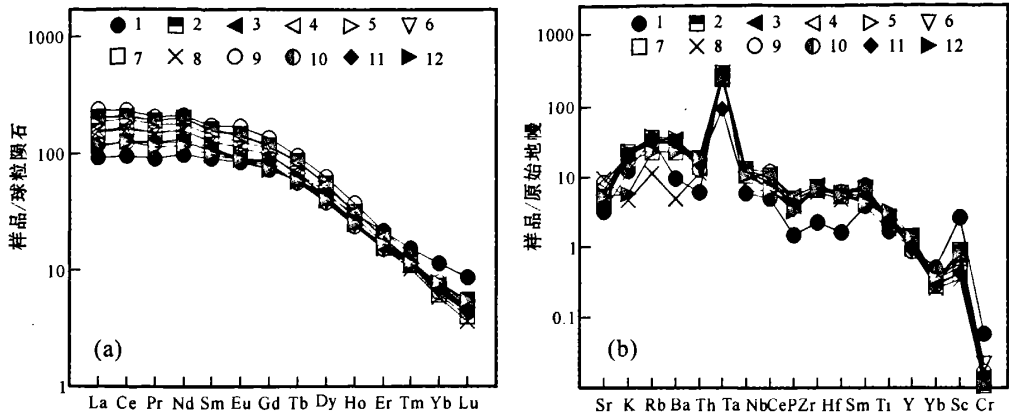 1000
1 2 3 4 5 6
7 8 9 10 11 12
100
10
1
样品/球粒陨石
(a)
La Ce Pr Nd Sm Eu Gd Tb Dy Ho Er Tm Yb Lu
1000
1 2 3 4 5 6
7 8 9 10 11 12
100
10
1
0.1
样品/原始地幔
(b)
Sr K Rb Ba Th Ta Nb Ce P Zr Hf Sm Ti Y Yb Sc Cr